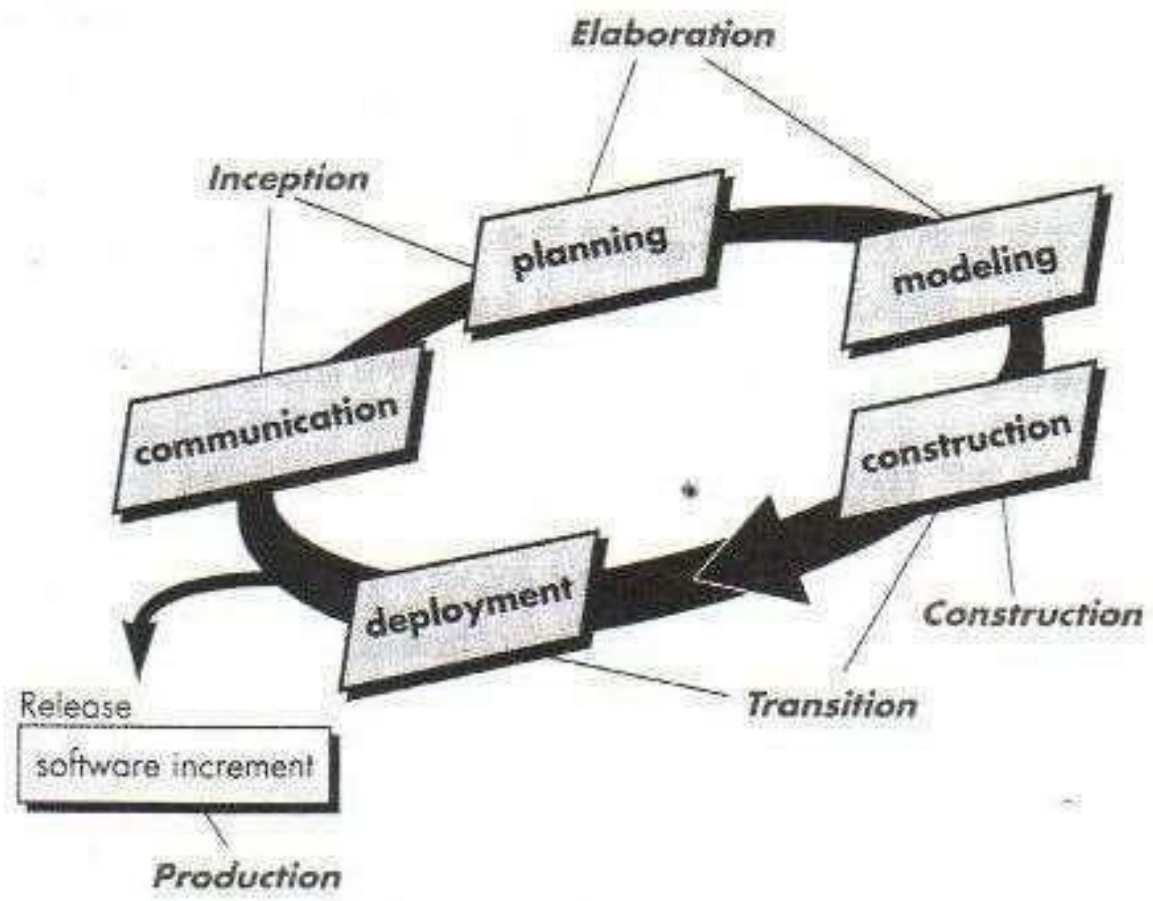 Elaboration
Inception
planning
modeling
communication
construction
deployment
Construction
Transition
Release
software increment
Production